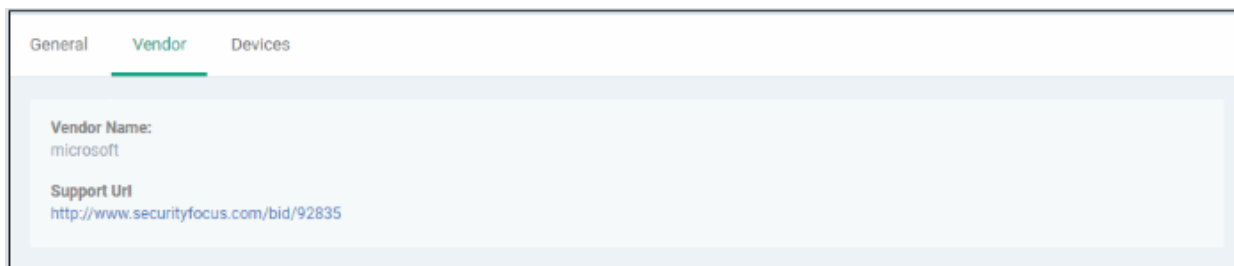 General Vendor Devices
Vendor Name:
microsoft
Support Url
http://www.securityfocus.com/bid/92835